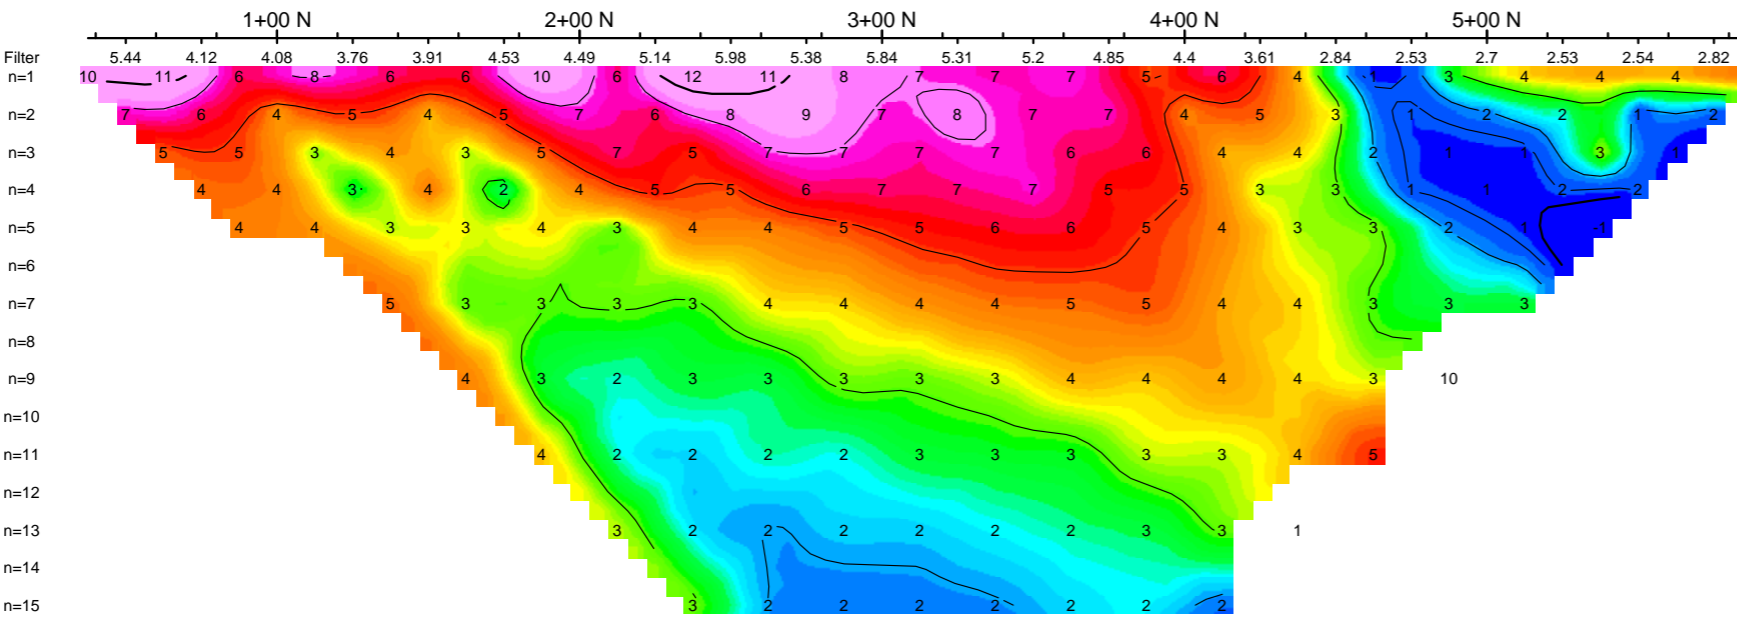 1+00 N 2+00 N 3+00 N 4+00 N 5+00 N
Filter 5.44 4.12 4.08 3.76 3.91 4.53 4.49 5.14 5.98 5.38 5.84 5.31 5.2 4.85 4.4 3.61 2.84 2.53 2.7 2.53 2.54 2.82
n=1 10 11 6 8 6 6 10 6 12 11 8 7 7 7 5 6 4 1 3 4 4 4
n=2 7 6 4 5 4 5 7 6 8 9 7 8 7 7 4 5 3 1 2 2 1 2
n=3 5 5 3 4 3 5 7 5 7 7 7 7 6 6 4 4 2 1 1 3 1
n=4 4 4 3 4 2 4 5 5 6 7 7 7 5 5 3 3 1 1 2 2
n=5 4 4 3 3 4 3 4 4 5 5 6 6 5 4 3 3 2 1 -1
n=6
n=7 5 3 3 3 3 4 4 4 4 5 5 4 4 3 3 3
n=8
n=9 4 3 2 3 3 3 3 3 4 4 4 4 3 10
n=10
n=11 4 2 2 2 2 3 3 3 3 3 4 5
n=12
n=13 3 2 2 2 2 2 2 3 3 1
n=14
n=15 3 2 2 2 2 2 2 2